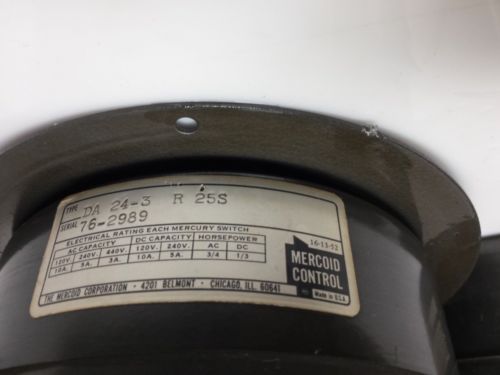 TYPE DA 24-3 R 25S
SERIAL 76-2989
ELECTRICAL RATING EACH MERCURY SWITCH
AC CAPACITY DC CAPACITY HORSEPOWER
120V. 240V. 440V. 120V. 240V. AC DC
10A. 5A. 3A. 10A. 5A. 3/4 1/3
16-13-52
MERCOID
CONTROL
Made in U.S.A.
THE MERCOID CORPORATION - 4201 BELMONT - CHICAGO, ILL. 60641